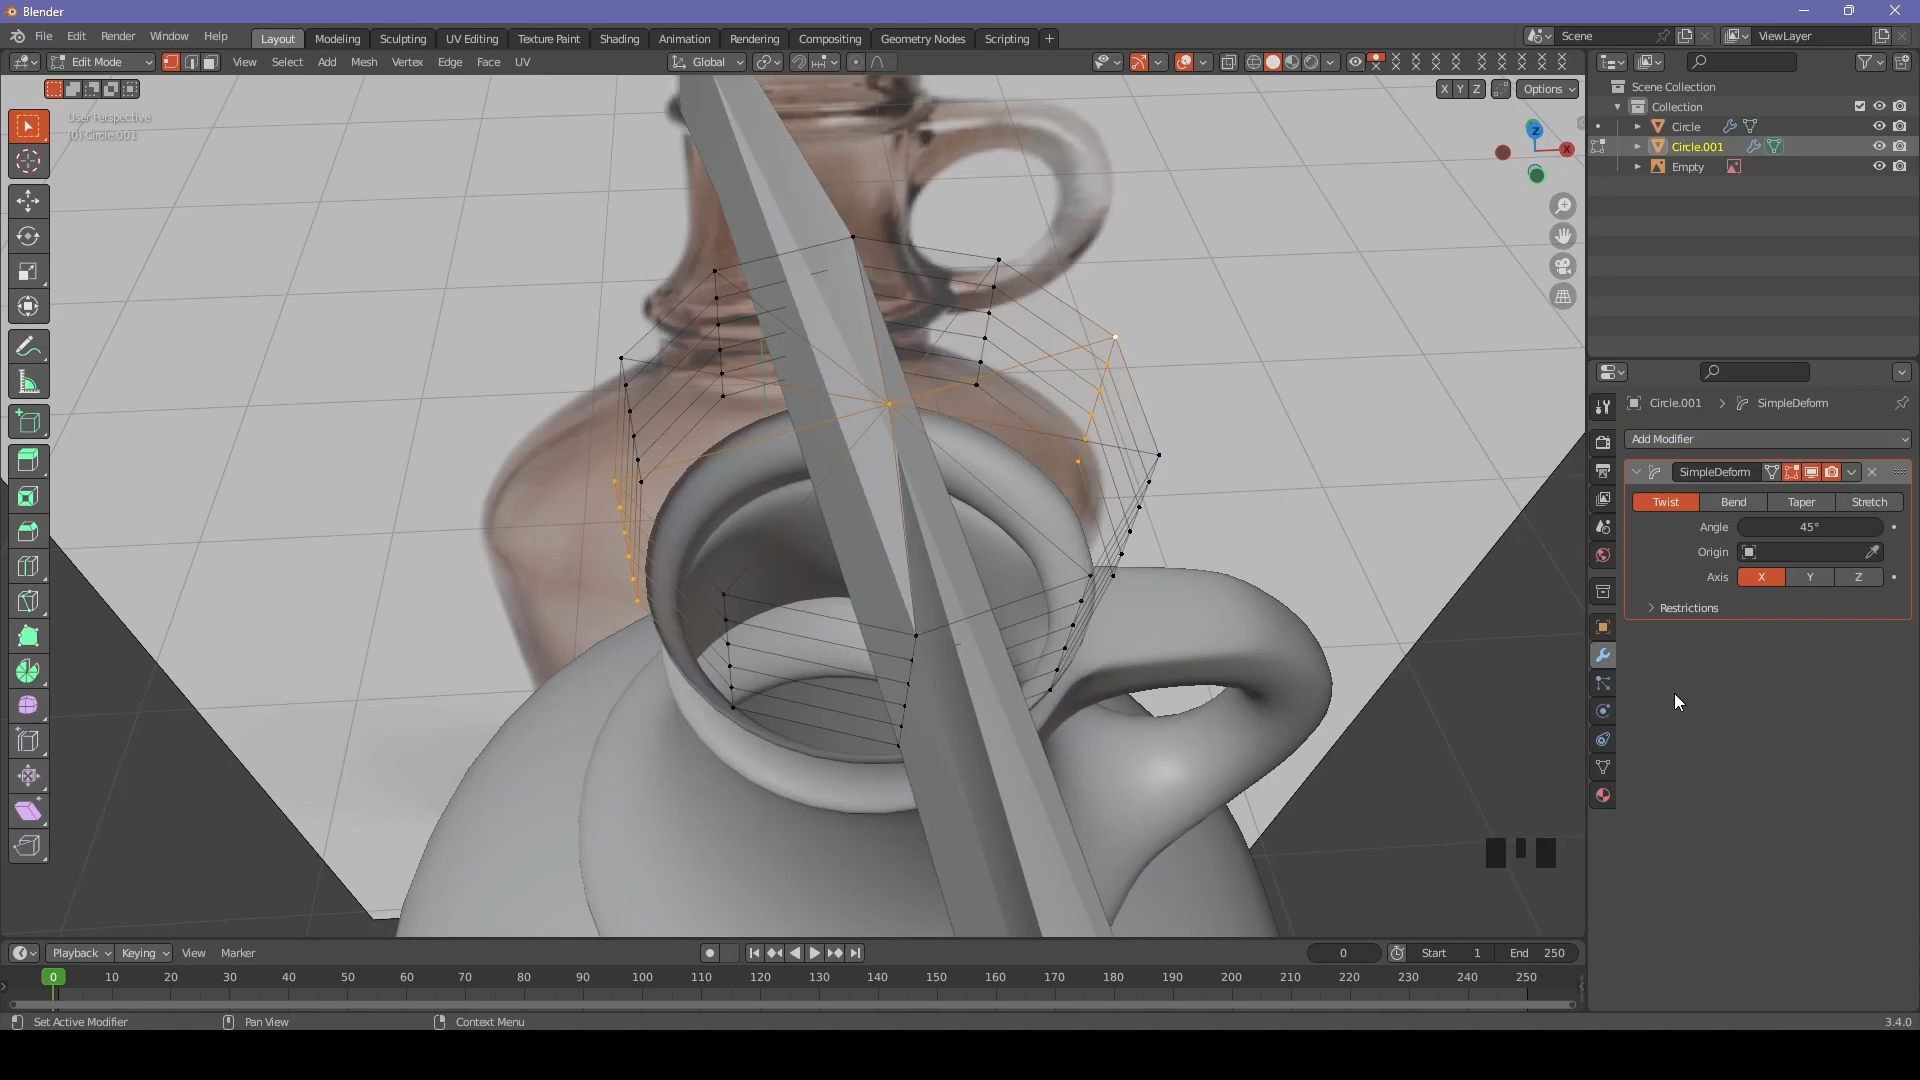 Blender
File Edit Render Window Help Layout Modeling Sculpting UV Editing Texture Paint Shading Animation Rendering Compositing Geometry Nodes Scripting + Scene ViewLayer
Edit Mode View Select Add Mesh Vertex Edge Face UV Global
X Y Z Options
User Perspective
(0) Circle.001
Z
X
Scene Collection
Collection
Circle
Circle.001
Empty
Circle.001 > SimpleDeform
Add Modifier
SimpleDeform
Twist Bend Taper Stretch
Angle 45°
Origin
Axis X Y Z
Restrictions
Playback Keying View Marker 0 Start 1 End 250
0 10 20 30 40 50 60 70 80 90 100 110 120 130 140 150 160 170 180 190 200 210 220 230 240 250
Set Active Modifier Pan View Context Menu 3.4.0